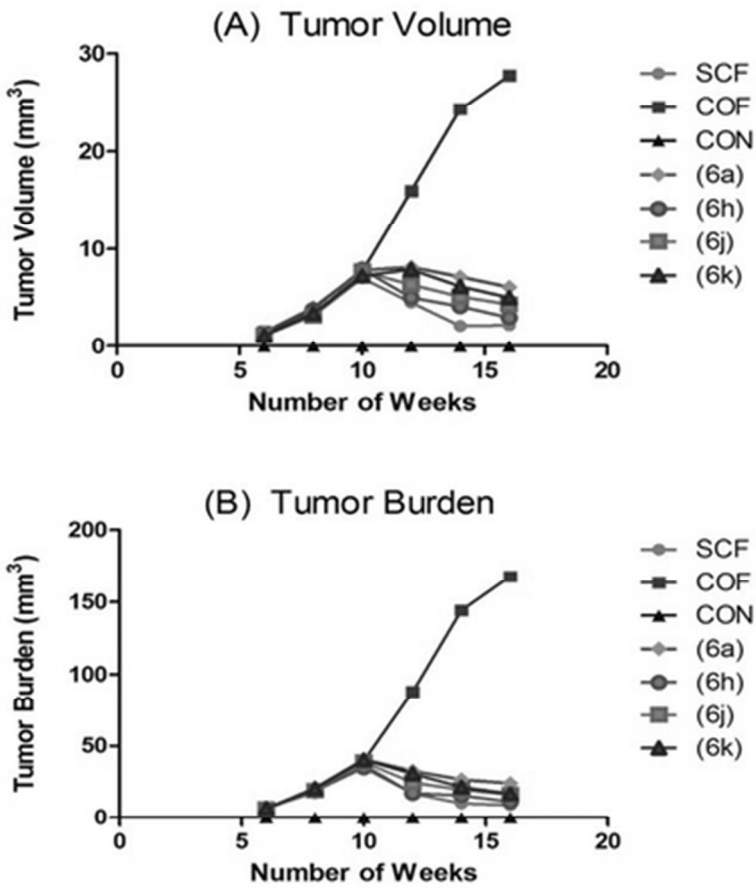 (A) Tumor Volume
Tumor Volume (mm³)
30
20
10
0
0 5 10 15 20
Number of Weeks
SCF
COF
CON
(6a)
(6h)
(6j)
(6k)
(B) Tumor Burden
Tumor Burden (mm³)
200
150
100
50
0
0 5 10 15 20
Number of Weeks
SCF
COF
CON
(6a)
(6h)
(6j)
(6k)